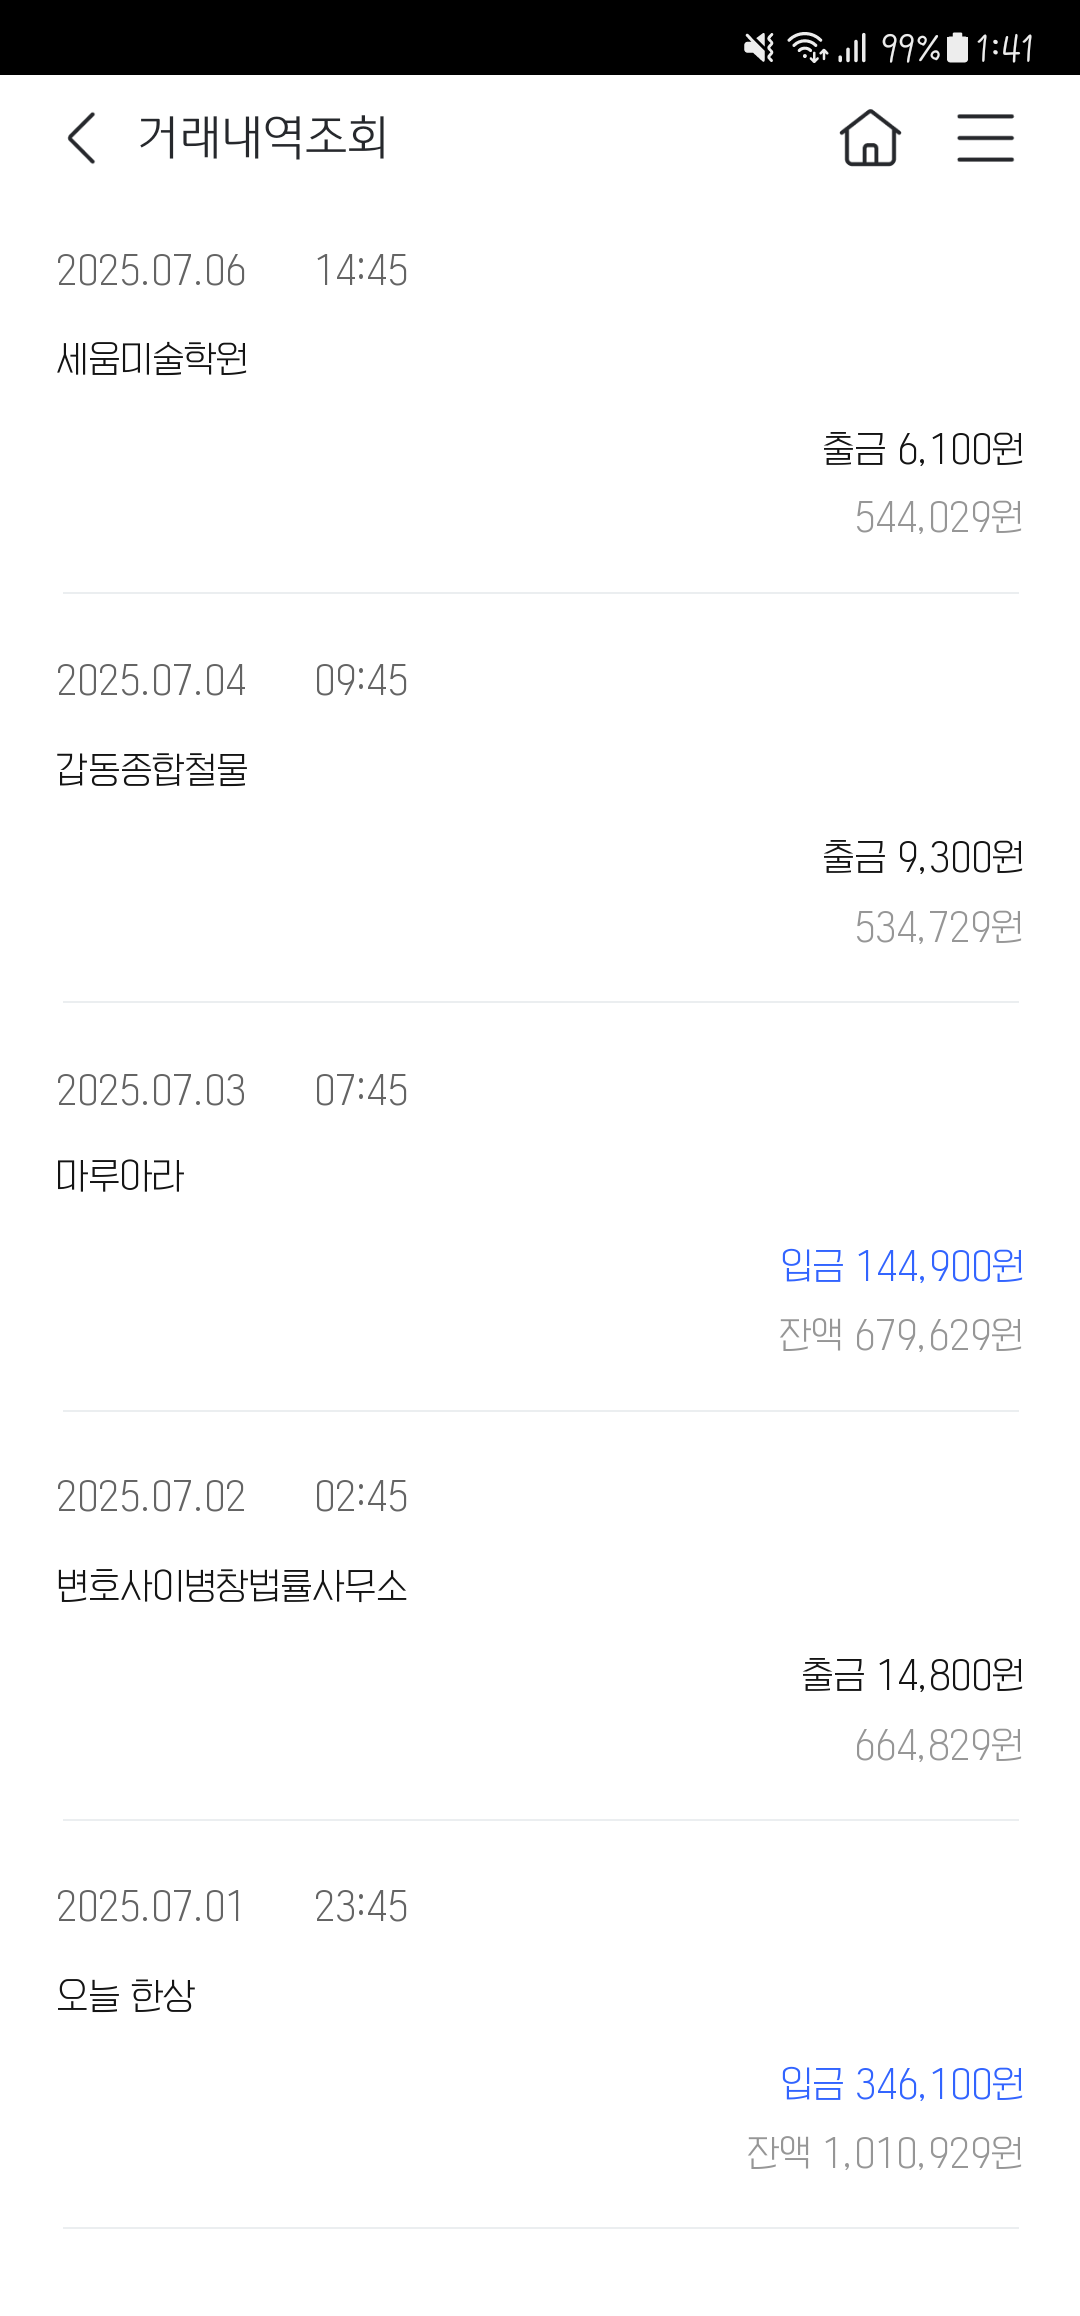 99% 1:41
거래내역조회
2025.07.06 14:45
세움미술학원
출금 6,100원
544,029원
2025.07.04 09:45
갑동종합철물
출금 9,300원
534,729원
2025.07.03 07:45
마루아라
입금 144,900원
잔액 679,629원
2025.07.02 02:45
변호사이병창법률사무소
출금 14,800원
664,829원
2025.07.01 23:45
오늘 한상
입금 346,100원
잔액 1,010,929원